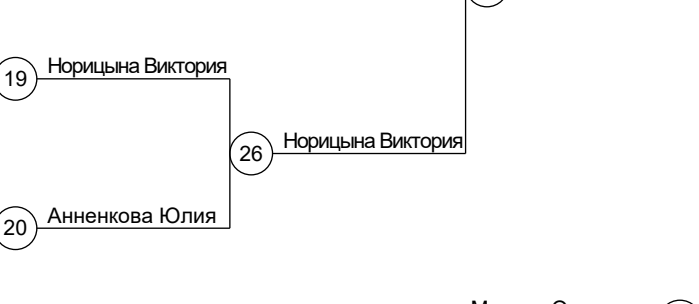 19 Норицына Виктория
26 Норицына Виктория
20 Анненкова Юлия